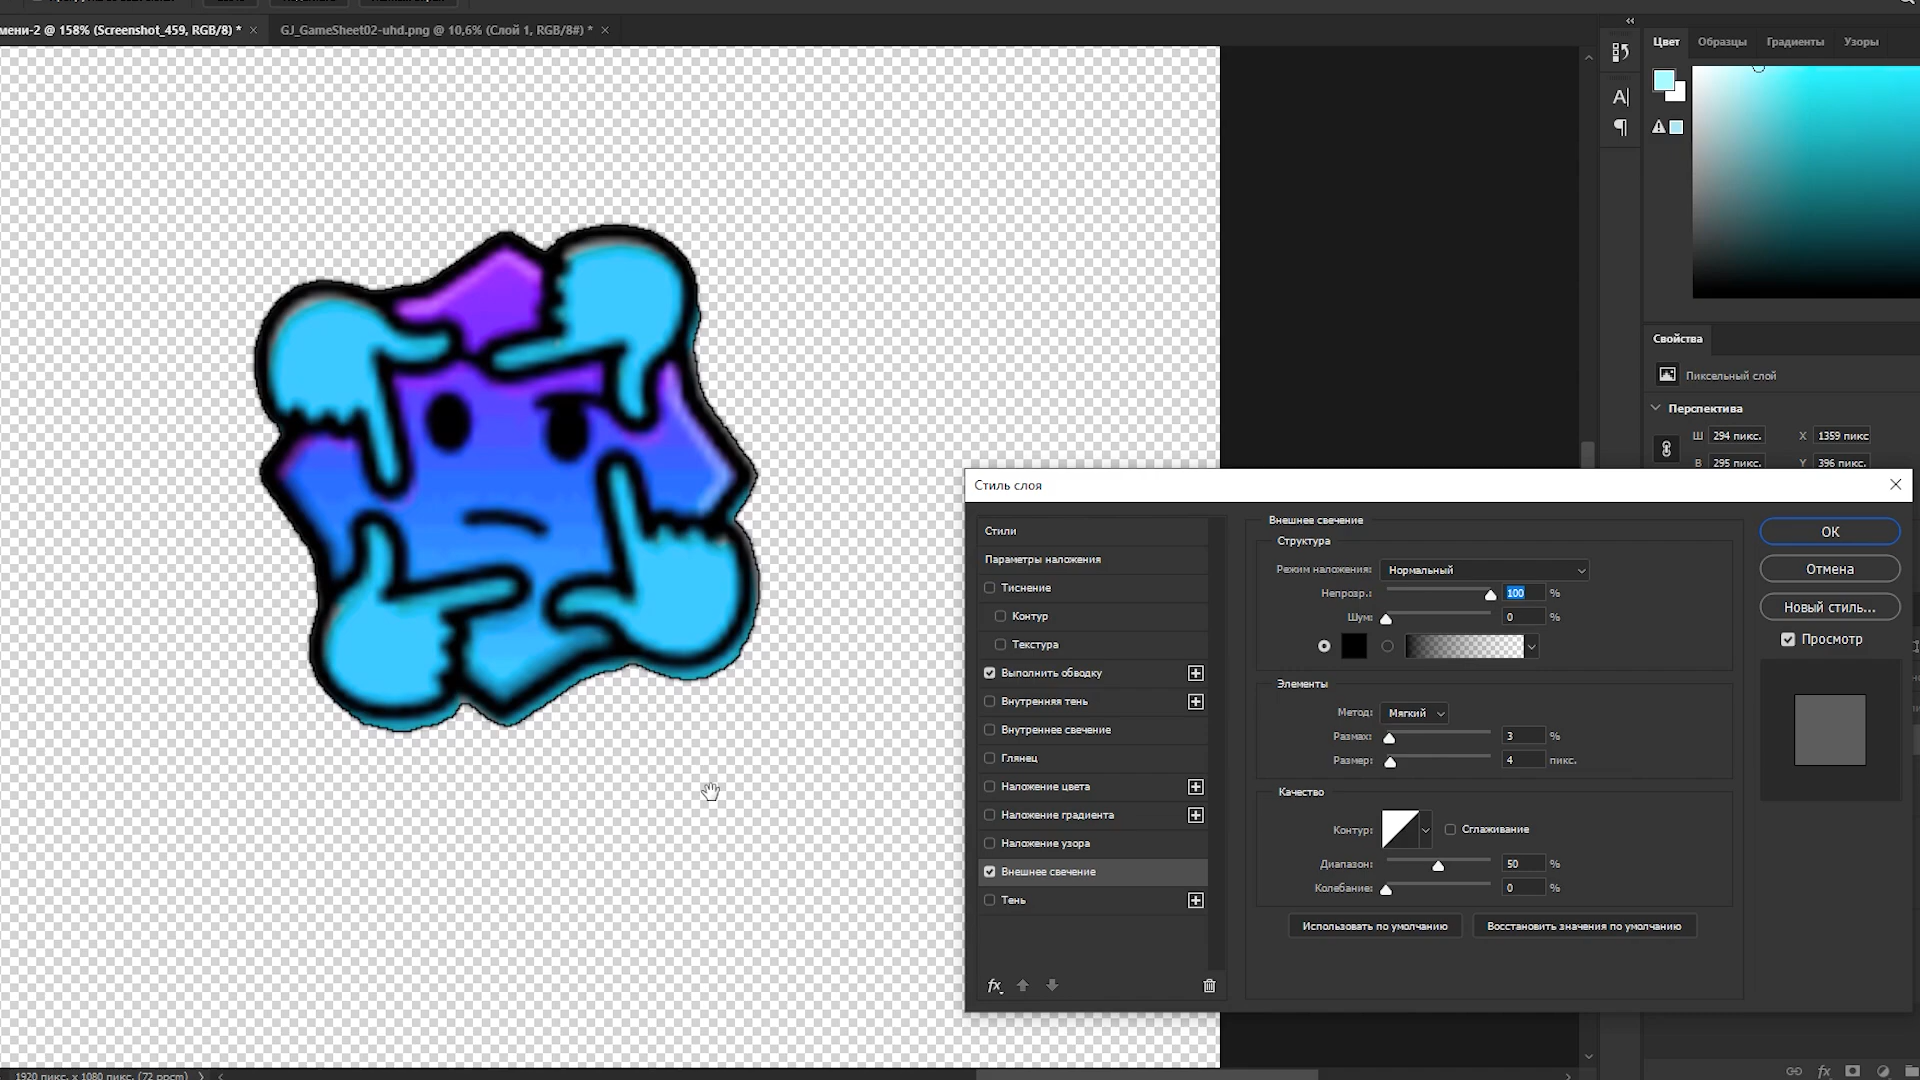 мени-2 @ 158% (Screenshot_459, RGB/8) * ×
GJ_GameSheet02-uhd.png @ 10,6% (Слой 1, RGB/8#) * ×
Цвет Образцы Градиенты Узоры
Свойства
Пиксельный слой
Перспектива
Ш 294 пикс. X 1359 пикс
В 295 пикс. Y 396 пикс.
Стиль слоя
Стили
Параметры наложения
Тиснение
Контур
Текстура
Выполнить обводку
Внутренняя тень
Внутреннее свечение
Глянец
Наложение цвета
Наложение градиента
Наложение узора
Внешнее свечение
Тень
fx
Внешнее свечение
Структура
Режим наложения: Нормальный
Непрозр.: 100 %
Шум: 0 %
Элементы
Метод: Мягкий
Размах: 3 %
Размер: 4 пикс.
Качество
Контур: Сглаживание
Диапазон: 50 %
Колебание: 0 %
Использовать по умолчанию Восстановить значения по умолчанию
ОК
Отмена
Новый стиль...
Просмотр
1920 пикс. x 1080 пикс. (72 ppcm)
fx